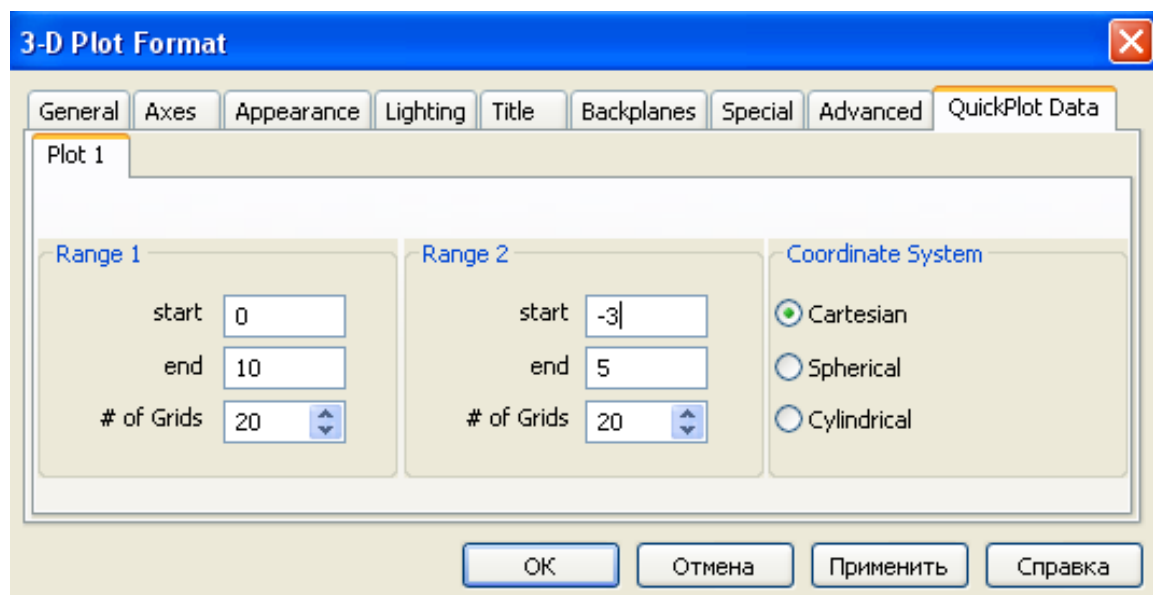 3-D Plot Format
General Axes Appearance Lighting Title Backplanes Special Advanced QuickPlot Data
Plot 1
Range 1 Range 2 Coordinate System
start 0 start -3 Cartesian
end 10 end 5 Spherical
# of Grids 20 # of Grids 20 Cylindrical
ОК Отмена Применить Справка